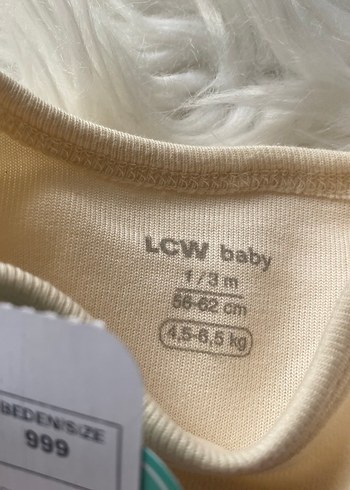 LCW baby
1/3 m
56-62 cm
4,5-6,5 kg
BEDEN/SIZE
999